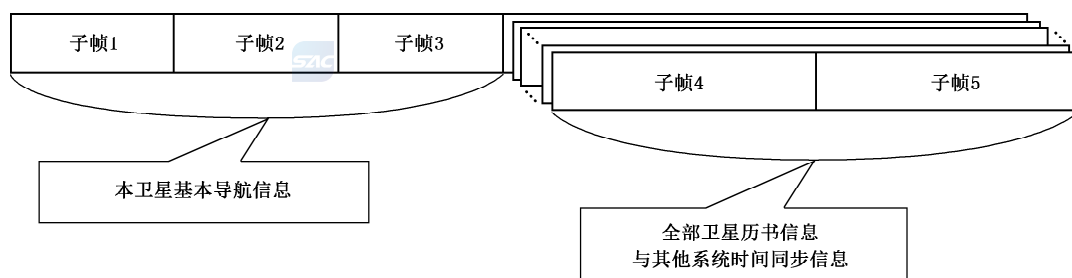 子帧1
子帧2
子帧3
SAC
子帧4
子帧5
本卫星基本导航信息
全部卫星历书信息
与其他系统时间同步信息